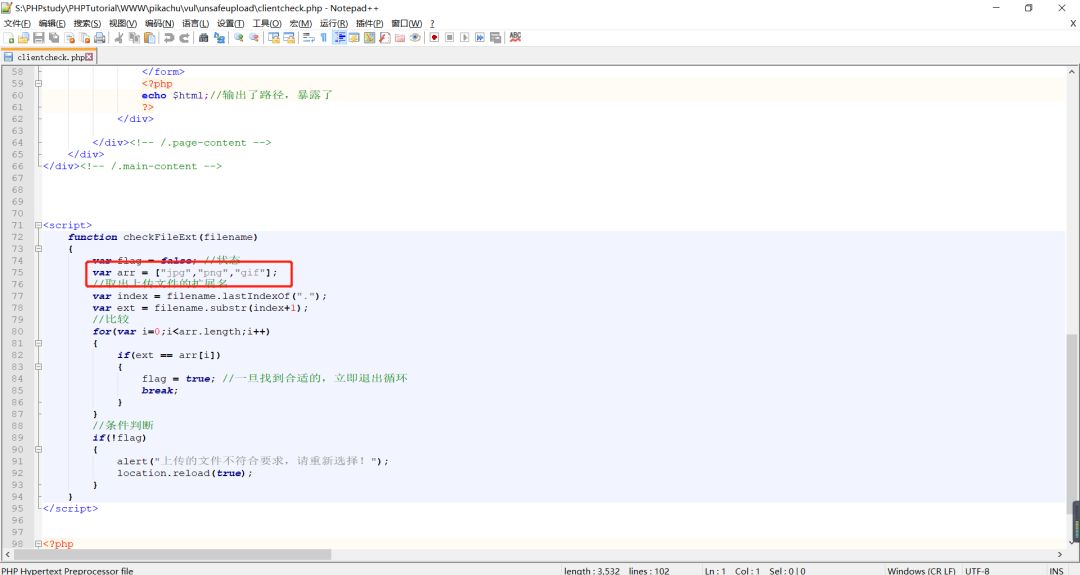 S:\PHPstudy\PHPTutorial\WWW\pikachu\vul\unsafeupload\clientcheck.php - Notepad++
文件(F) 编辑(E) 搜索(S) 视图(V) 编码(N) 语言(L) 设置(T) 工具(O) 宏(M) 运行(R) 插件(P) 窗口(W) ? X
clientcheck.php
58 </form>
59 <?php
60 echo $html;//输出了路径，暴露了
61 ?>
62 </div>
63
64 </div><!-- /.page-content -->
65 </div>
66 </div><!-- /.main-content -->
67
68
69
70
71 <script>
72 function checkFileExt(filename)
73 {
74 var flag = false; //状态
75 var arr = ["jpg","png","gif"];
76 //取出上传文件的扩展名
77 var index = filename.lastIndexOf(".");
78 var ext = filename.substr(index+1);
79 //比较
80 for(var i=0;i<arr.length;i++)
81 {
82 if(ext == arr[i])
83 {
84 flag = true; //一旦找到合适的，立即退出循环
85 break;
86 }
87 }
88 //条件判断
89 if(!flag)
90 {
91 alert("上传的文件不符合要求，请重新选择！");
92 location.reload(true);
93 }
94 }
95 </script>
96
97
98 <?php
PHP Hypertext Preprocessor file length : 3,532 lines : 102 Ln : 1 Col : 1 Sel : 0 | 0 Windows (CR LF) UTF-8 INS